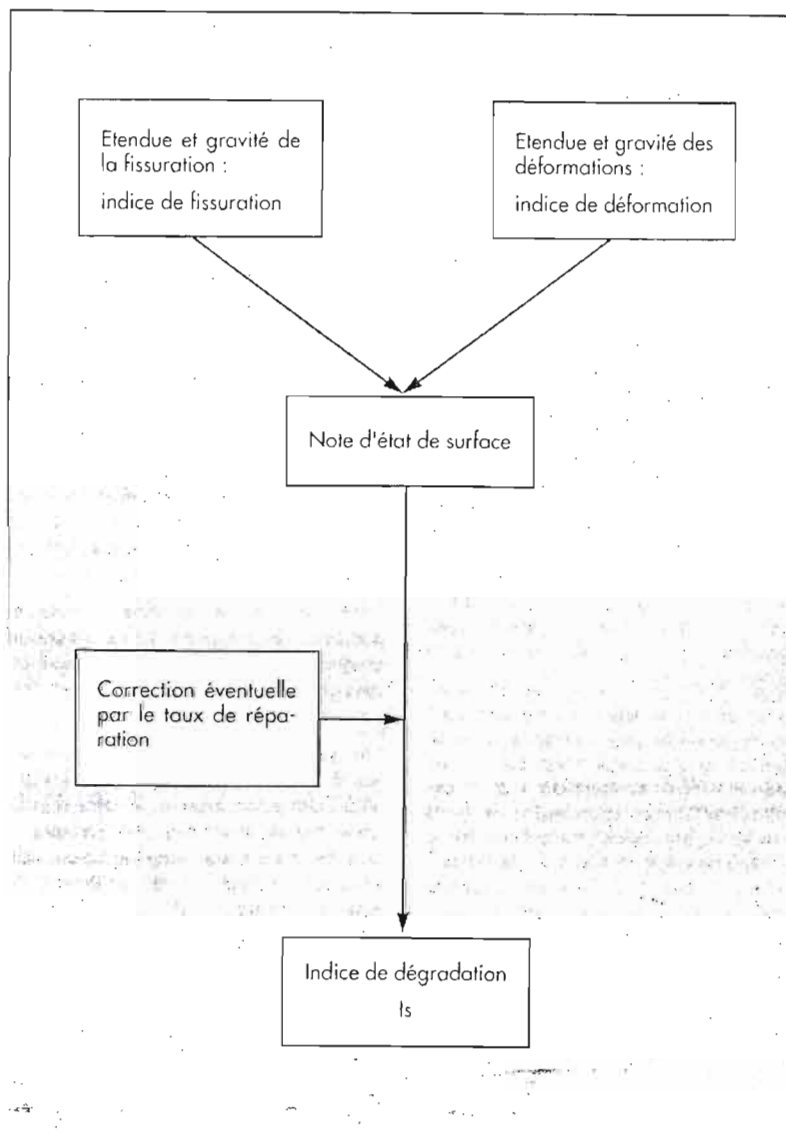 Etendue et gravité de
la fissuration :
indice de fissuration
Etendue et gravité des
déformations :
indice de déformation
Note d'état de surface
Correction éventuelle
par le taux de répa-
ration
Indice de dégradation
Is